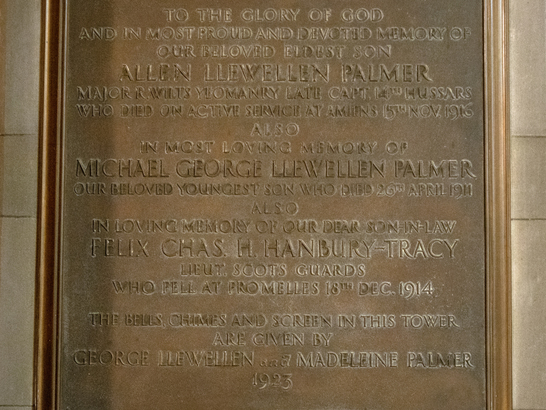 TO THE GLORY OF GOD
AND IN MOST PROUD AND DEVOTED MEMORY OF
OUR BELOVED ELDEST SON
ALLEN LLEWELLEN PALMER
MAJOR R. WILTS YEOMANRY LATE CAPT. 14TH HUSSARS
WHO DIED ON ACTIVE SERVICE AT AMIENS 15TH NOV. 1916
ALSO
IN MOST LOVING MEMORY OF
MICHAEL GEORGE LLEWELLEN PALMER
OUR BELOVED YOUNGEST SON WHO DIED 26TH APRIL 1911
ALSO
IN LOVING MEMORY OF OUR DEAR SON-IN-LAW
FELIX CHAS. H. HANBURY-TRACY
LIEUT. SCOTS GUARDS
WHO FELL AT FROMELLES 18TH DEC. 1914
THE BELLS, CHIMES AND SCREEN IN THIS TOWER
ARE GIVEN BY
GEORGE LLEWELLEN and MADELEINE PALMER
1923